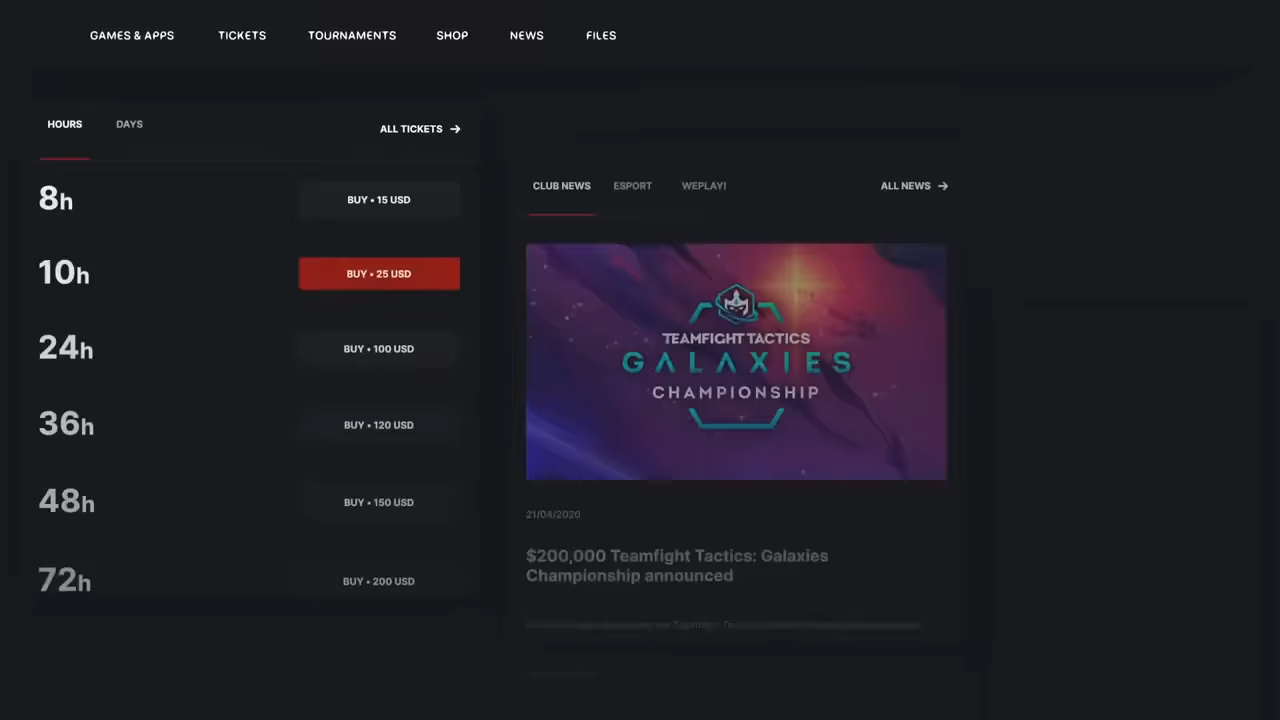 GAMES & APPS TICKETS TOURNAMENTS SHOP NEWS FILES
HOURS DAYS ALL TICKETS →
8h BUY • 15 USD
10h BUY • 25 USD
24h BUY • 100 USD
36h BUY • 120 USD
48h BUY • 150 USD
72h BUY • 200 USD
CLUB NEWS ESPORT WEPLAY! ALL NEWS →
TEAMFIGHT TACTICS
GALAXIES
CHAMPIONSHIP
21/04/2020
$200,000 Teamfight Tactics: Galaxies
Championship announced